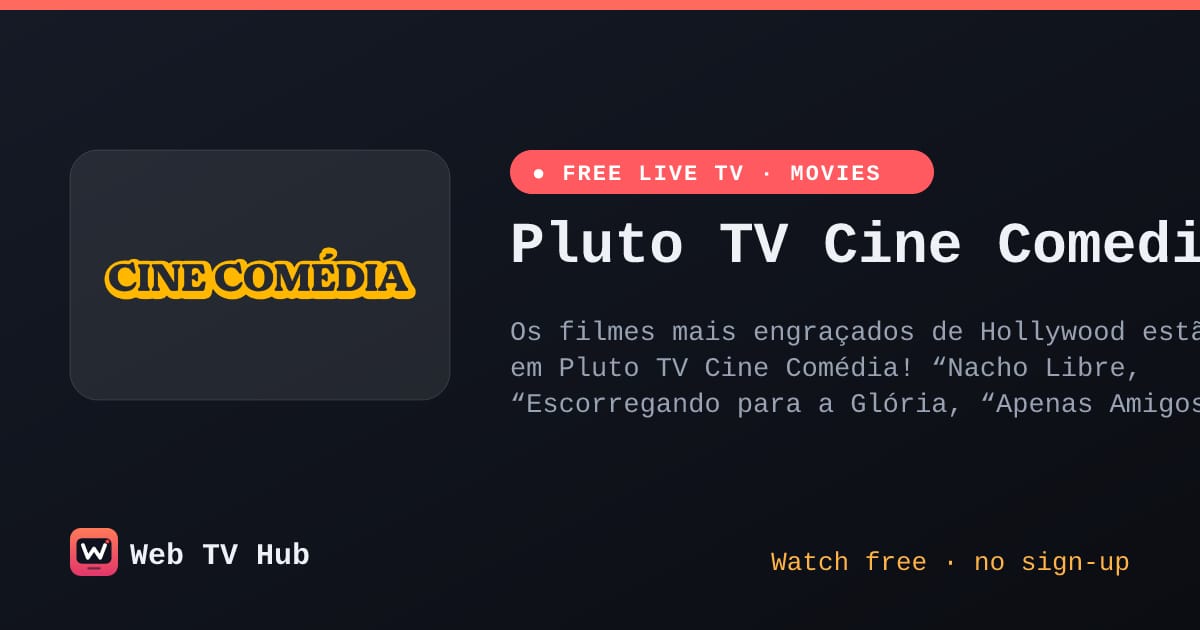 CINE COMÉDIA
● FREE LIVE TV · MOVIES
Pluto TV Cine Comedi
Os filmes mais engraçados de Hollywood estã
em Pluto TV Cine Comédia! “Nacho Libre,
“Escorregando para a Glória, “Apenas Amigos
Web TV Hub
Watch free · no sign-up